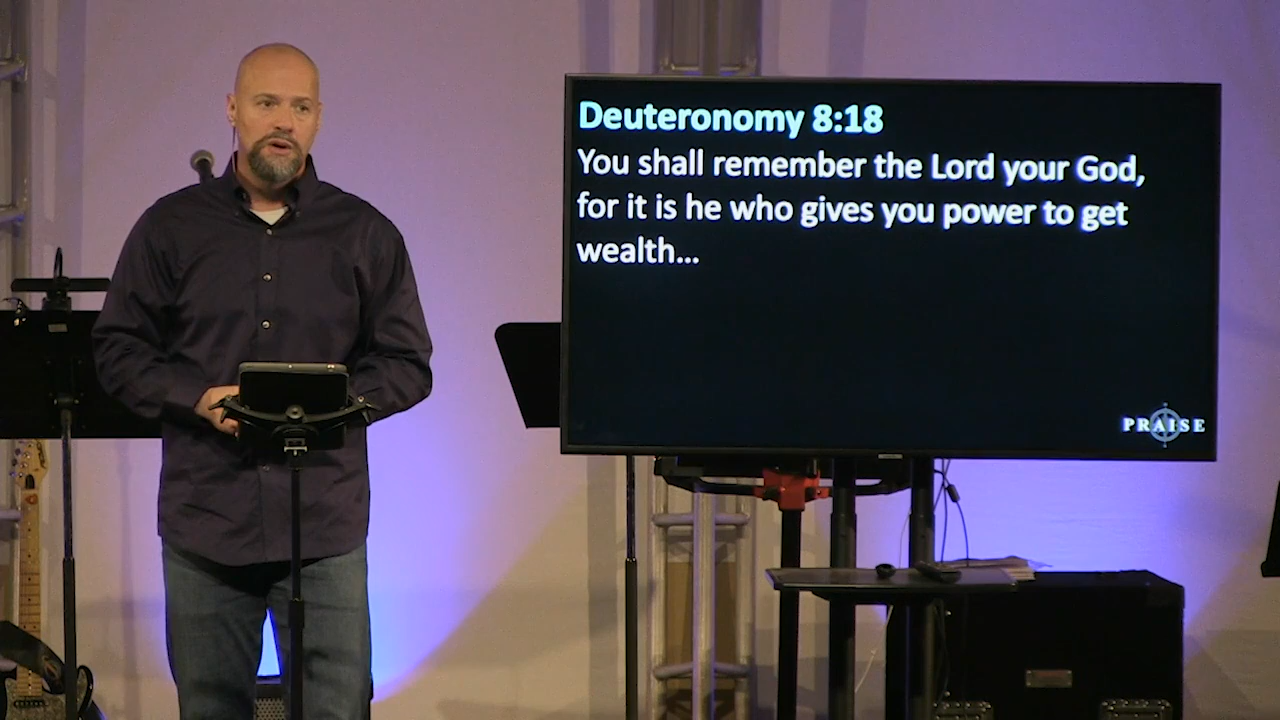 Deuteronomy 8:18
You shall remember the Lord your God,
for it is he who gives you power to get
wealth...
PRAISE